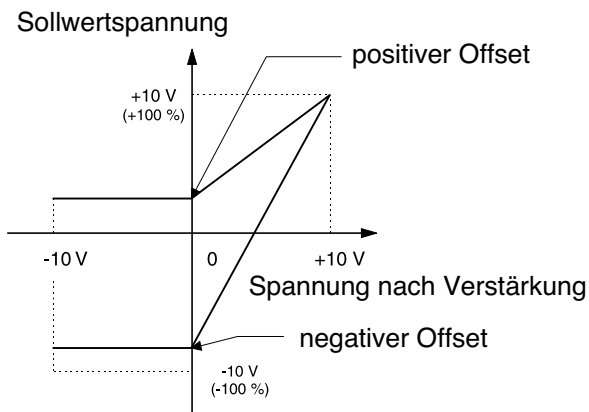 Sollwertspannung
positiver Offset
+10 V
(+100 %)
-10 V
0
+10 V
Spannung nach Verstärkung
negativer Offset
-10 V
(-100 %)